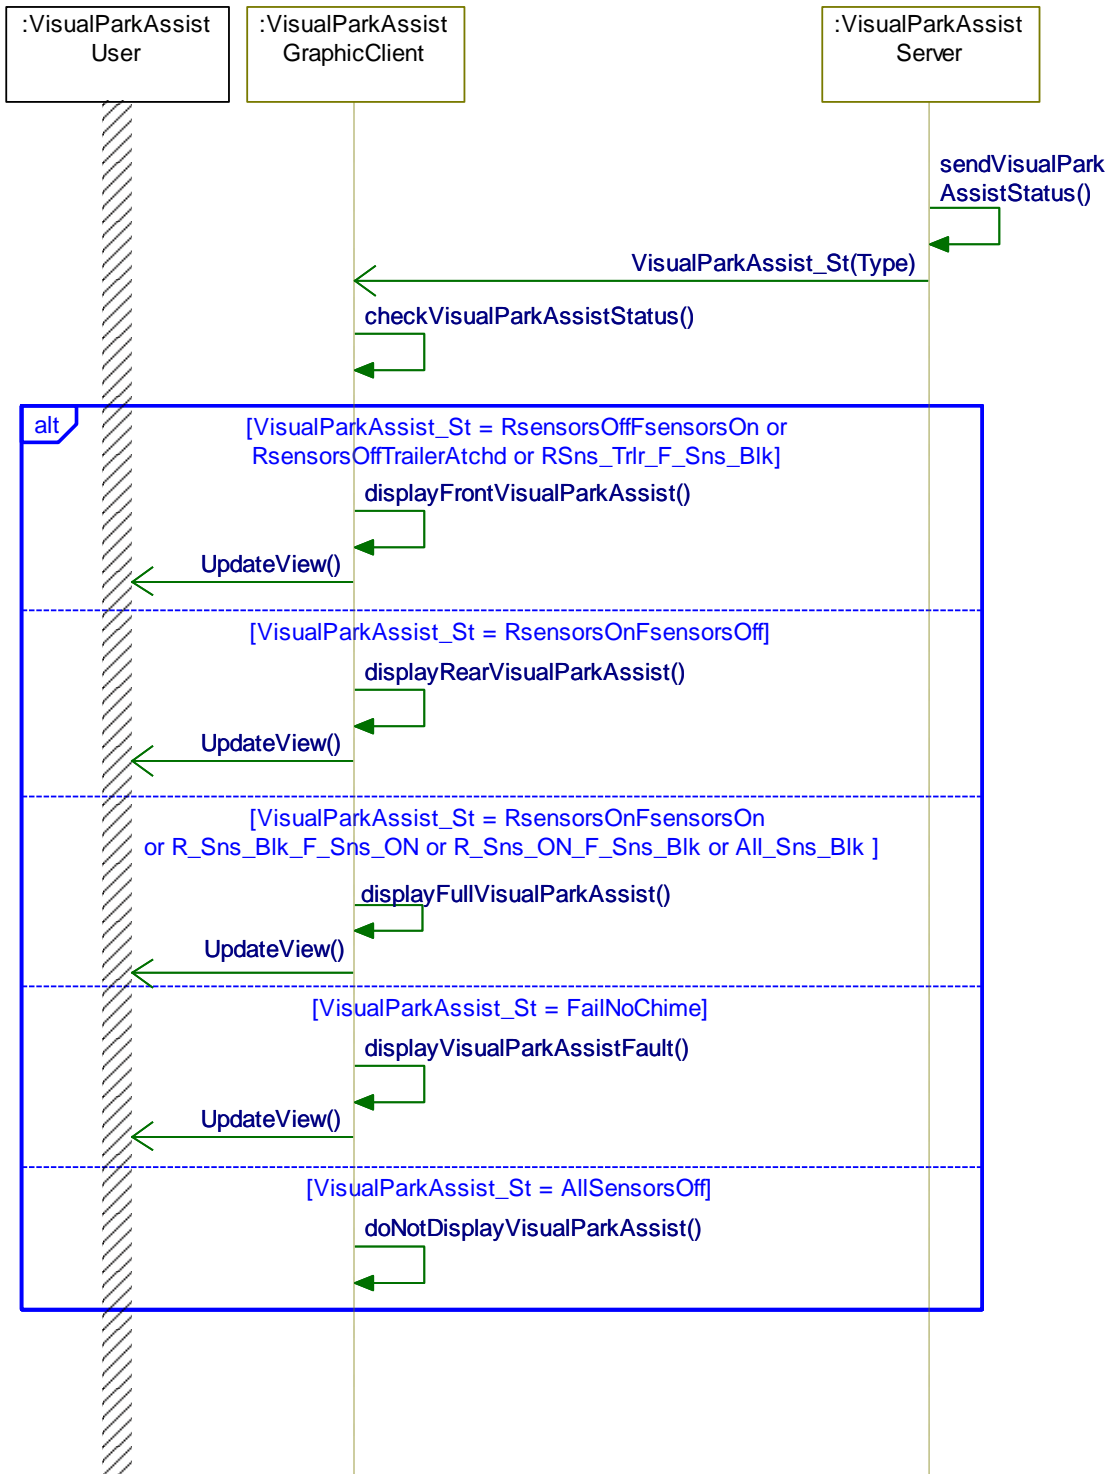 :VisualParkAssist
User
:VisualParkAssist
GraphicClient
:VisualParkAssist
Server
sendVisualPark
AssistStatus()
VisualParkAssist_St(Type)
checkVisualParkAssistStatus()
alt
[VisualParkAssist_St = RsensorsOffFsensorsOn or
RsensorsOffTrailerAtchd or RSns_Trlr_F_Sns_Blk]
displayFrontVisualParkAssist()
UpdateView()
[VisualParkAssist_St = RsensorsOnFsensorsOff]
displayRearVisualParkAssist()
UpdateView()
[VisualParkAssist_St = RsensorsOnFsensorsOn
or R_Sns_Blk_F_Sns_ON or R_Sns_ON_F_Sns_Blk or All_Sns_Blk ]
displayFullVisualParkAssist()
UpdateView()
[VisualParkAssist_St = FailNoChime]
displayVisualParkAssistFault()
UpdateView()
[VisualParkAssist_St = AllSensorsOff]
doNotDisplayVisualParkAssist()